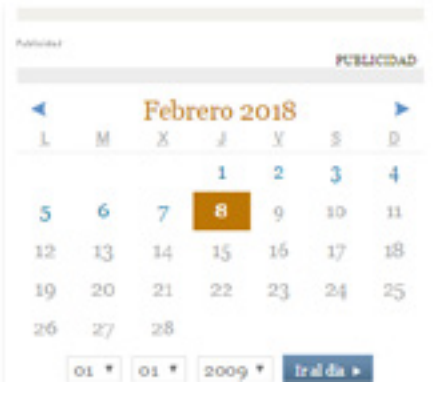 Publicidad
PUBLICIDAD
◄ Febrero 2018 ►
L M X J V S D
1 2 3 4
5 6 7 8 9 10 11
12 13 14 15 16 17 18
19 20 21 22 23 24 25
26 27 28
01 ▼ 01 ▼ 2009 ▼ Ir al día ►